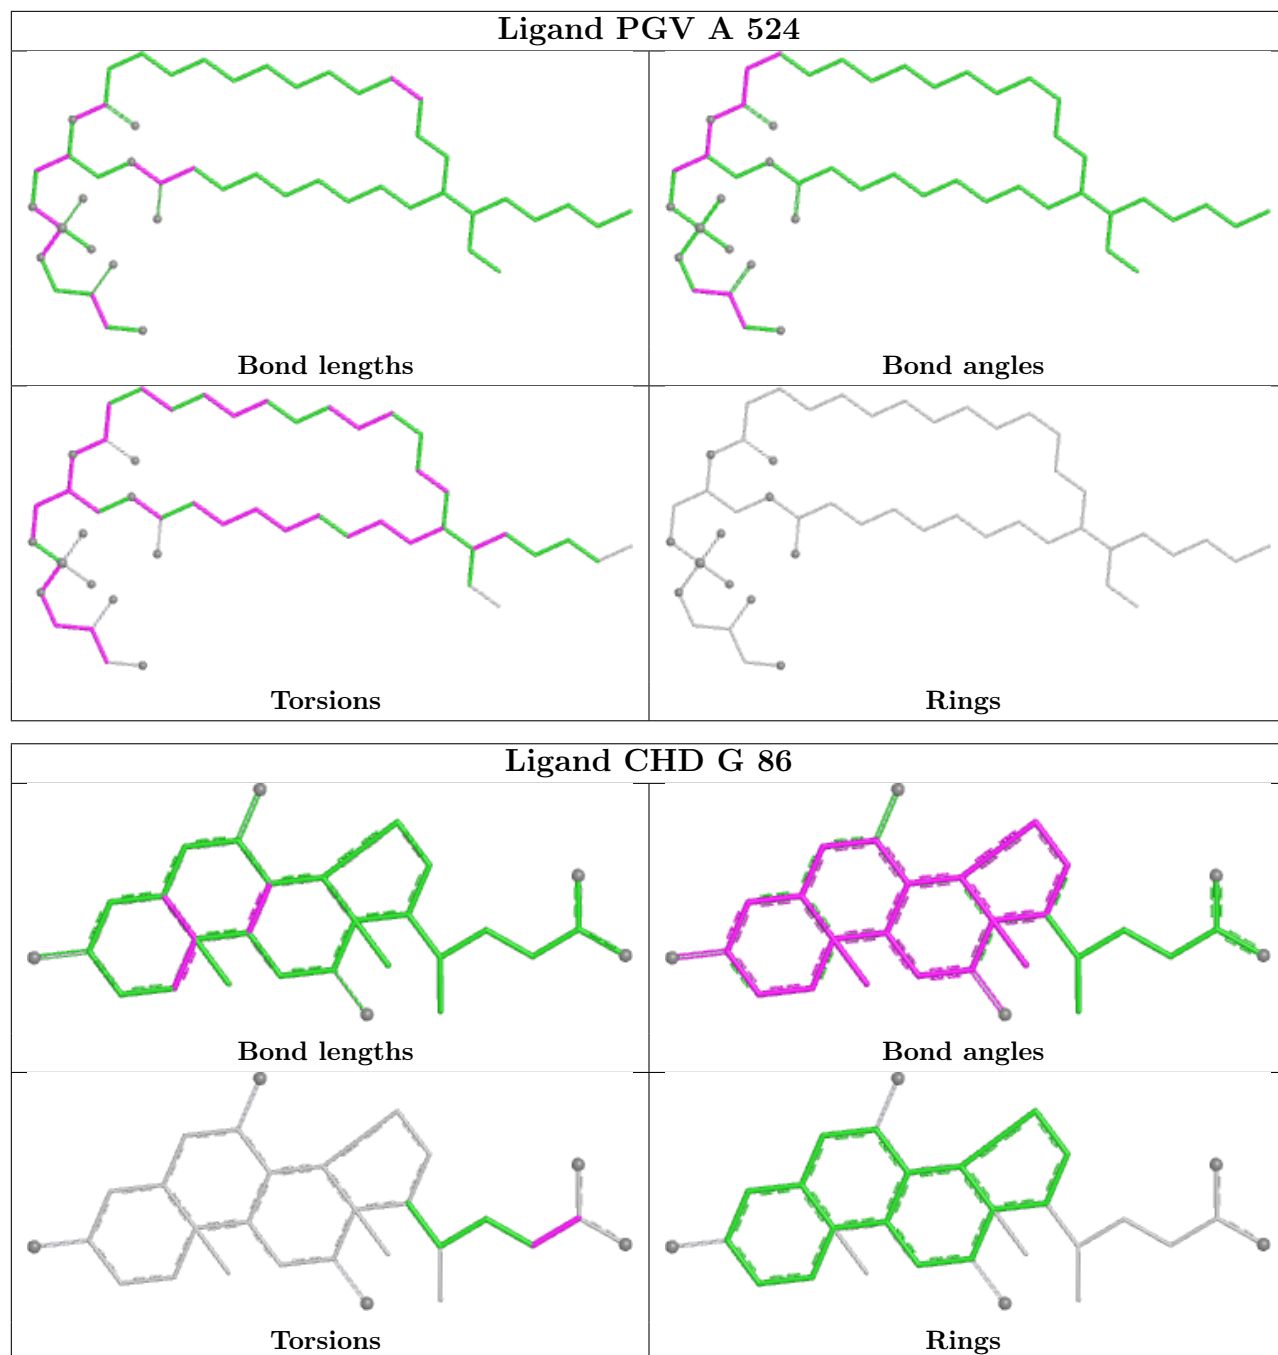 Ligand PGV A 524
Bond lengths
Bond angles
Torsions
Rings
Ligand CHD G 86
Bond lengths
Bond angles
Torsions
Rings